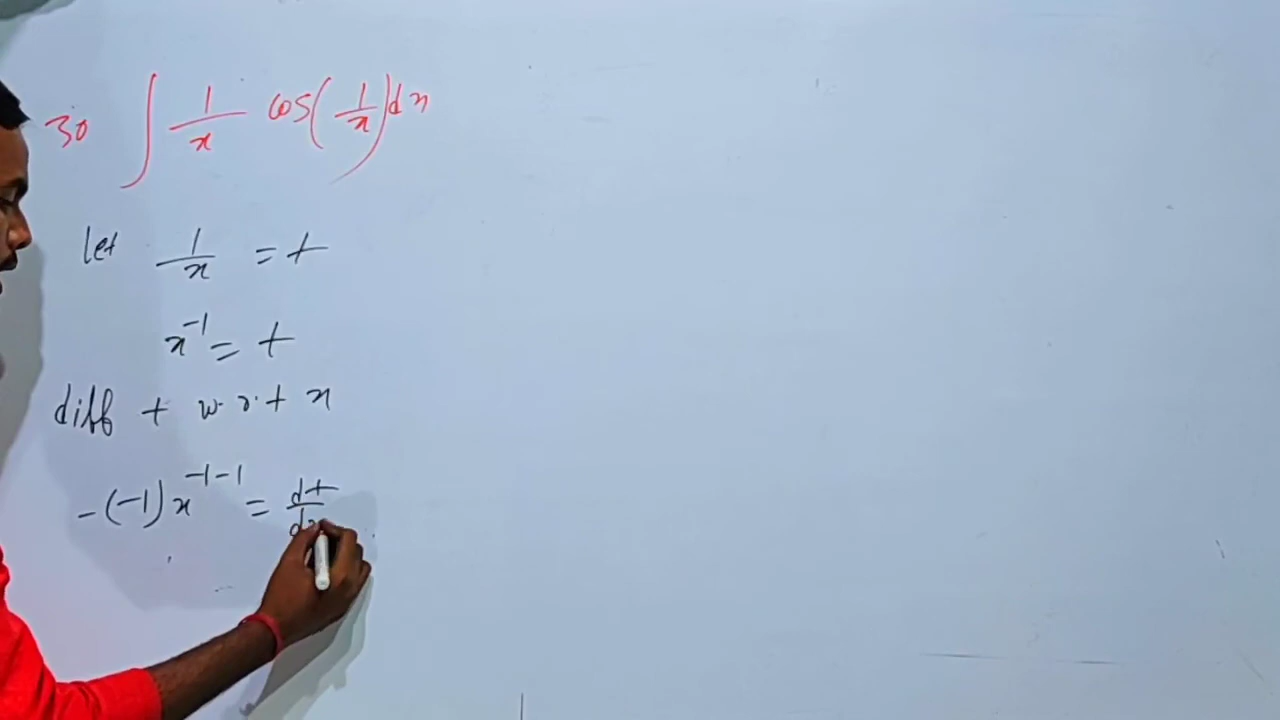 30 ∫ 1/x cos(1/x)dx
let 1/x = t
x⁻¹ = t
diff t w.r.t x
-(-1)x⁻¹⁻¹ = dt/dx